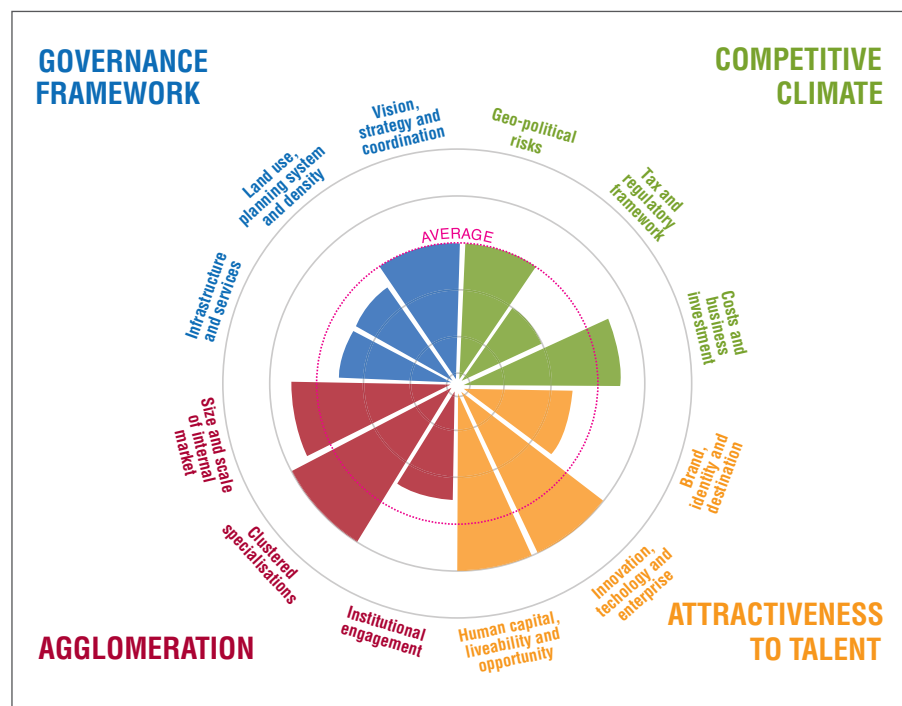 GOVERNANCE
FRAMEWORK
COMPETITIVE
CLIMATE
Vision,
strategy and
coordination
Geo-political
risks
Land use,
planning system
and density
Tax and
regulatory
framework
AVERAGE
Infrastructure
and services
Costs and
business
investment
Size and scale
of internal
market
Brand,
identity and
destination
Clustered
specialisations
Innovation,
techology and
enterprise
Institutional
engagement
Human capital,
liveability and
opportunity
AGGLOMERATION
ATTRACTIVENESS
TO TALENT